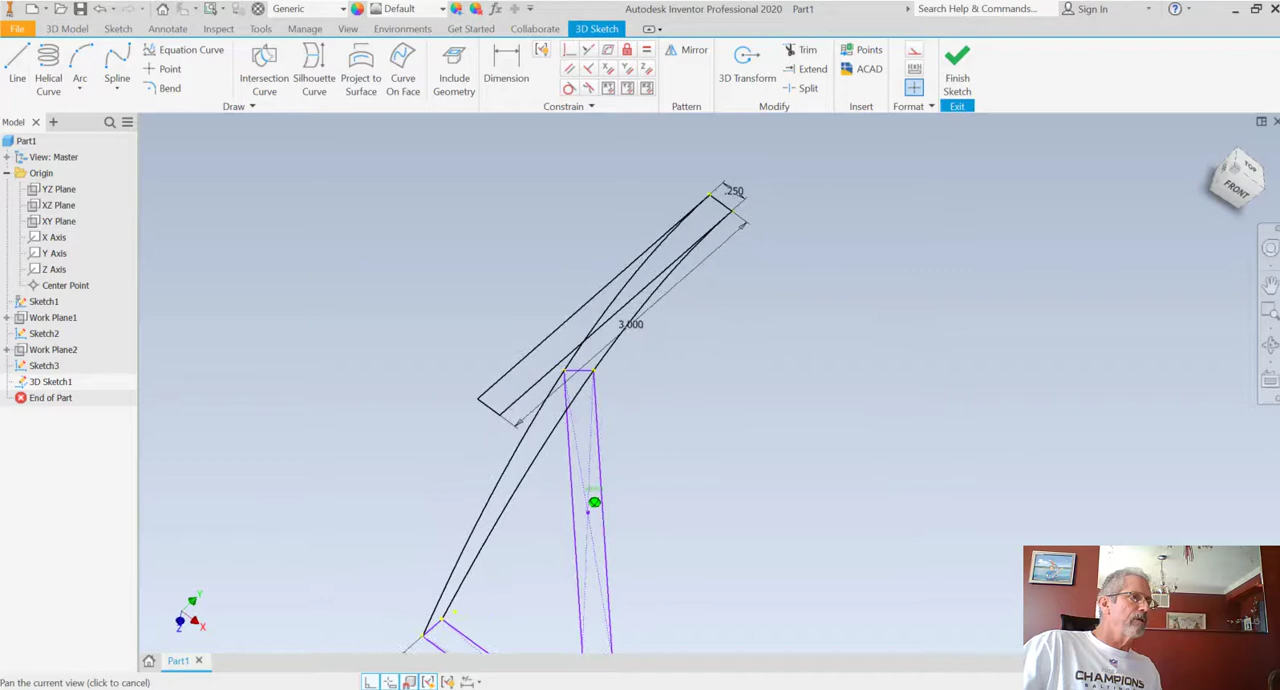 Generic
Default
Autodesk Inventor Professional 2020 Part1
Search Help & Commands...
Sign In
File
3D Model
Sketch
Annotate
Inspect
Tools
Manage
View
Environments
Get Started
Collaborate
3D Sketch
Line
Helical Curve
Arc
Spline
Equation Curve
Point
Bend
Intersection Curve
Silhouette Curve
Project to Surface
Curve On Face
Include Geometry
Dimension
Mirror
3D Transform
Trim
Extend
Split
Points
ACAD
Finish Sketch
Draw
Constrain
Pattern
Modify
Insert
Format
Exit
Model
Part1
View: Master
Origin
YZ Plane
XZ Plane
XY Plane
X Axis
Y Axis
Z Axis
Center Point
Sketch1
Work Plane1
Sketch2
Work Plane2
Sketch3
3D Sketch1
End of Part
.250
3.000
TOP
FRONT
Y
Z
X
CHAMPIONS
Part1
Pan the current view (click to cancel)